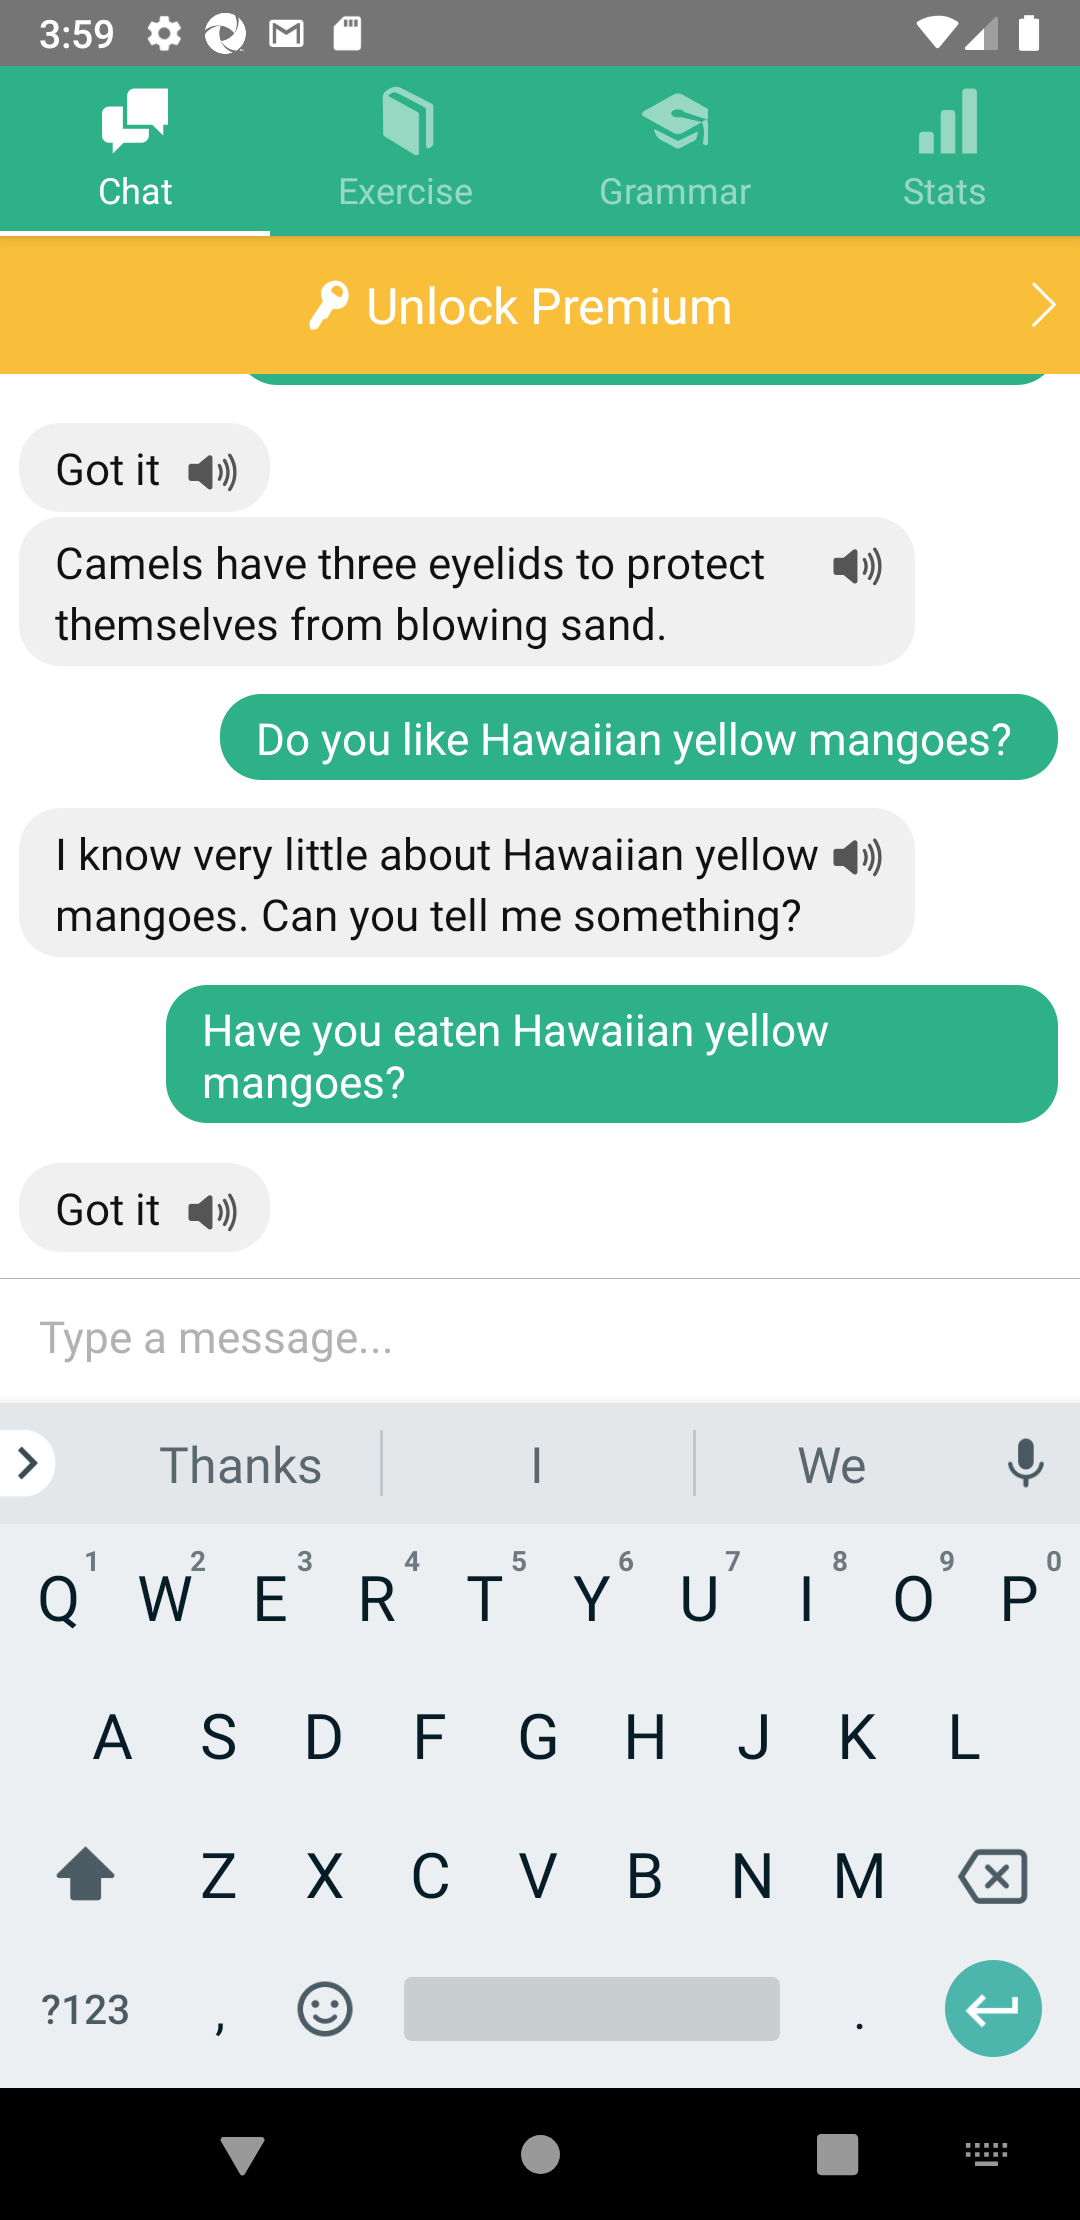 3:59
Chat
Exercise
Grammar
Stats
Unlock Premium
Got it
Camels have three eyelids to protect
themselves from blowing sand.
Do you like Hawaiian yellow mangoes?
I know very little about Hawaiian yellow
mangoes. Can you tell me something?
Have you eaten Hawaiian yellow
mangoes?
Got it
Type a message...
Thanks
I
We
Q 1 W 2 E 3 R 4 T 5 Y 6 U 7 I 8 O 9 P 0
A S D F G H J K L
Z X C V B N M
?123 , .